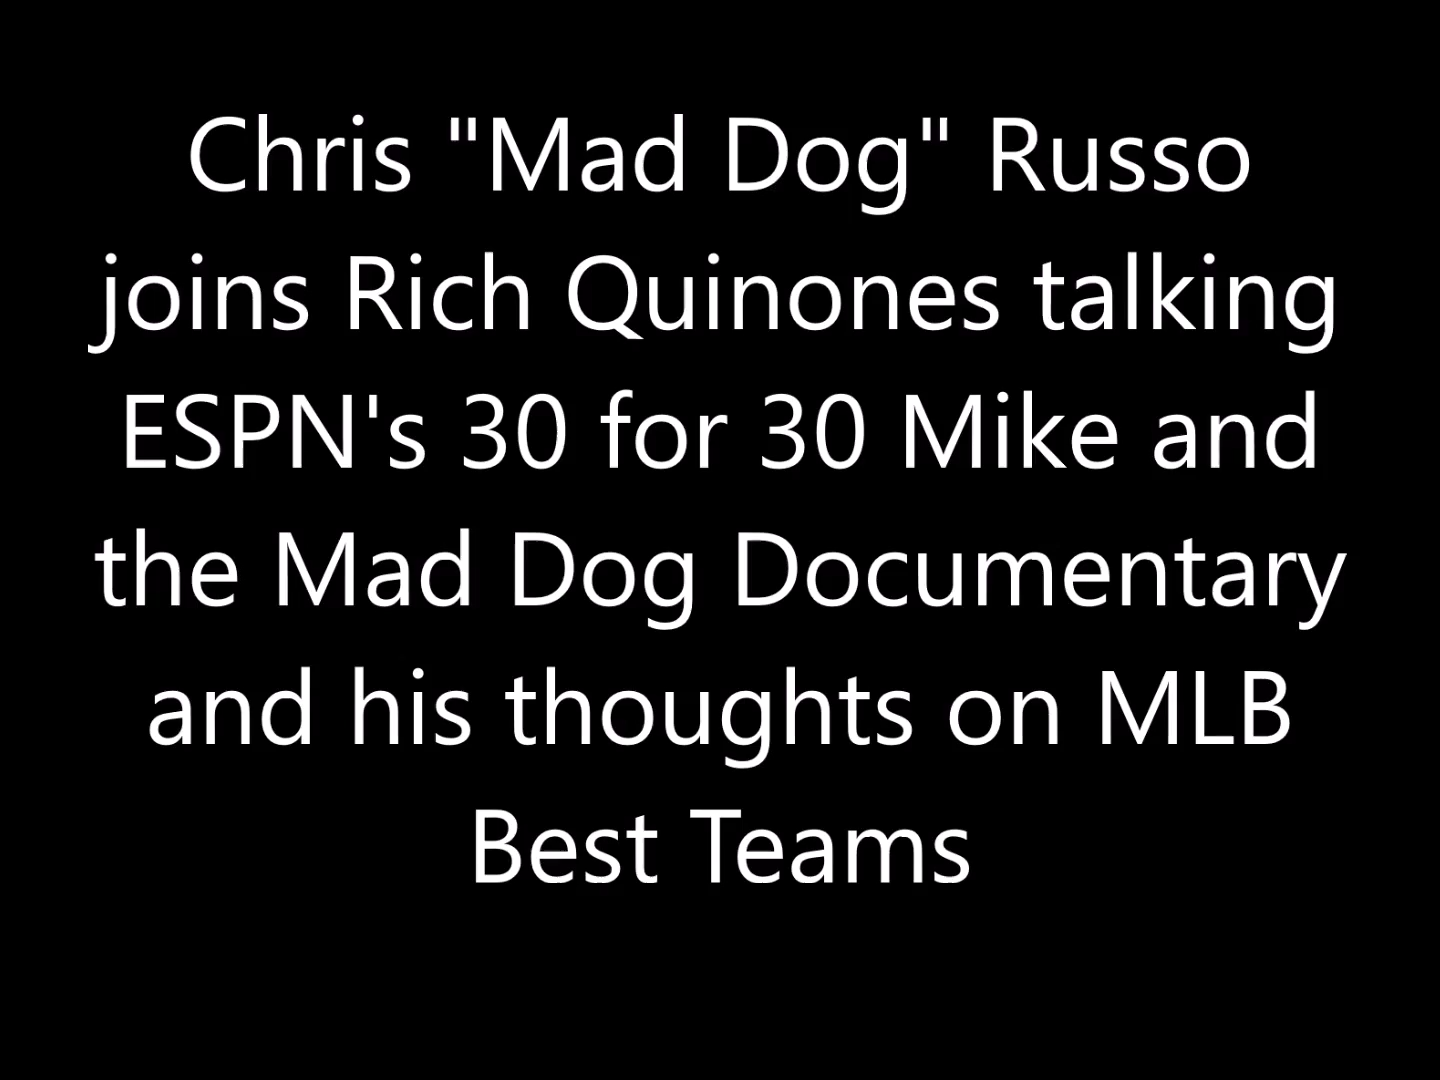 Chris "Mad Dog" Russo
joins Rich Quinones talking
ESPN's 30 for 30 Mike and
the Mad Dog Documentary
and his thoughts on MLB
Best Teams